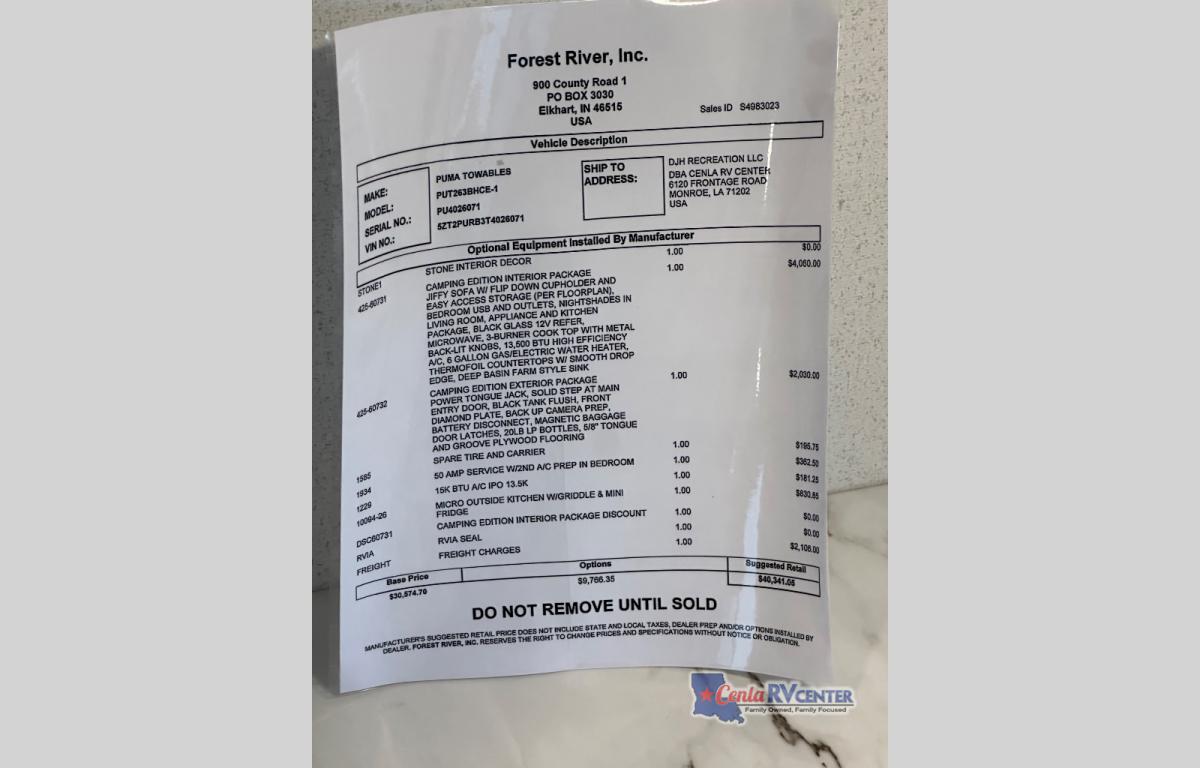 Forest River, Inc.
900 County Road 1
PO BOX 3030
Elkhart, IN 46515
USA
Sales ID S4983023
Vehicle Description
MAKE: PUMA TOWABLES
MODEL: PUT263BHCE-1
SERIAL NO.: PU4026071
VIN NO.: 5ZT2PURB3T4026071
SHIP TO
ADDRESS:
DJH RECREATION LLC
DBA CENLA RV CENTER
6120 FRONTAGE ROAD
MONROE, LA 71202
USA
Optional Equipment Installed By Manufacturer
STONE1 STONE INTERIOR DECOR 1.00 $0.00
425-60731 CAMPING EDITION INTERIOR PACKAGE 1.00 $4,060.00
JIFFY SOFA W/ FLIP DOWN CUPHOLDER AND
EASY ACCESS STORAGE (PER FLOORPLAN),
BEDROOM USB AND OUTLETS, NIGHTSHADES IN
LIVING ROOM, APPLIANCE AND KITCHEN
PACKAGE, BLACK GLASS 12V REFER,
MICROWAVE, 3-BURNER COOK TOP WITH METAL
BACK-LIT KNOBS, 13,500 BTU HIGH EFFICIENCY
A/C, 6 GALLON GAS/ELECTRIC WATER HEATER,
THERMOFOIL COUNTERTOPS W/ SMOOTH DROP
EDGE, DEEP BASIN FARM STYLE SINK
425-60732 CAMPING EDITION EXTERIOR PACKAGE 1.00 $2,030.00
POWER TONGUE JACK, SOLID STEP AT MAIN
ENTRY DOOR, BLACK TANK FLUSH, FRONT
DIAMOND PLATE, BACK UP CAMERA PREP,
BATTERY DISCONNECT, MAGNETIC BAGGAGE
DOOR LATCHES, 20LB LP BOTTLES, 5/8" TONGUE
AND GROOVE PLYWOOD FLOORING
1585 SPARE TIRE AND CARRIER 1.00 $195.75
1934 50 AMP SERVICE W/2ND A/C PREP IN BEDROOM 1.00 $362.50
1229 15K BTU A/C IPO 13.5K 1.00 $181.25
10094-26 MICRO OUTSIDE KITCHEN W/GRIDDLE & MINI 1.00 $830.85
FRIDGE
DSC60731 CAMPING EDITION INTERIOR PACKAGE DISCOUNT 1.00 $0.00
RVIA RVIA SEAL 1.00 $0.00
FREIGHT FREIGHT CHARGES 1.00 $2,106.00
Base Price Options Suggested Retail
$30,574.70 $9,766.35 $40,341.05
DO NOT REMOVE UNTIL SOLD
MANUFACTURER'S SUGGESTED RETAIL PRICE DOES NOT INCLUDE STATE AND LOCAL TAXES, DEALER PREP AND/OR OPTIONS INSTALLED BY
DEALER. FOREST RIVER, INC. RESERVES THE RIGHT TO CHANGE PRICES AND SPECIFICATIONS WITHOUT NOTICE OR OBLIGATION.
Cenla RV CENTER
Family Owned, Family Focused